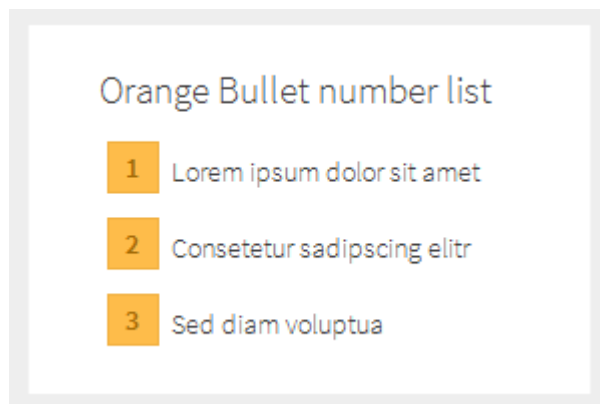 Orange Bullet number list
1 Lorem ipsum dolor sit amet
2 Consetetur sadipscing elitr
3 Sed diam voluptua